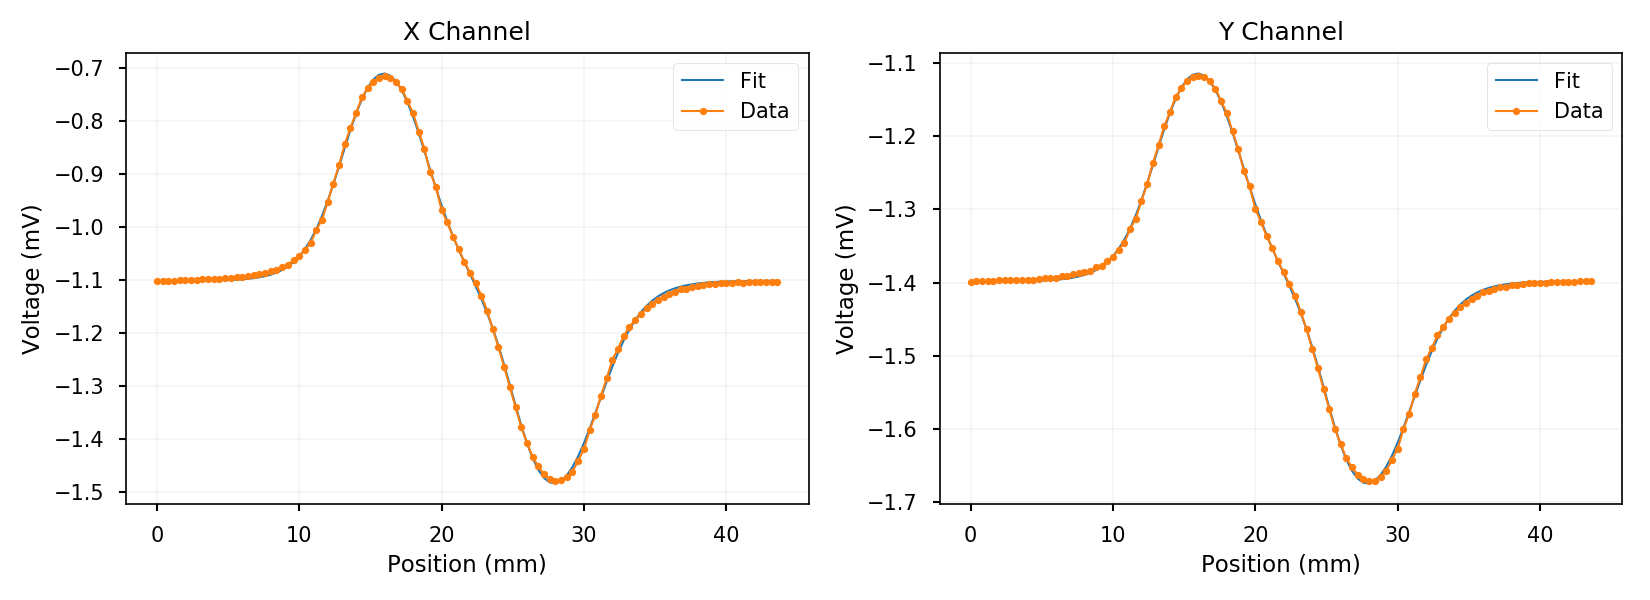 X Channel
Voltage (mV)
−0.7
−0.8
−0.9
−1.0
−1.1
−1.2
−1.3
−1.4
−1.5
Fit
Data
0
10
20
30
40
Position (mm)
Y Channel
Voltage (mV)
−1.1
−1.2
−1.3
−1.4
−1.5
−1.6
−1.7
Fit
Data
0
10
20
30
40
Position (mm)